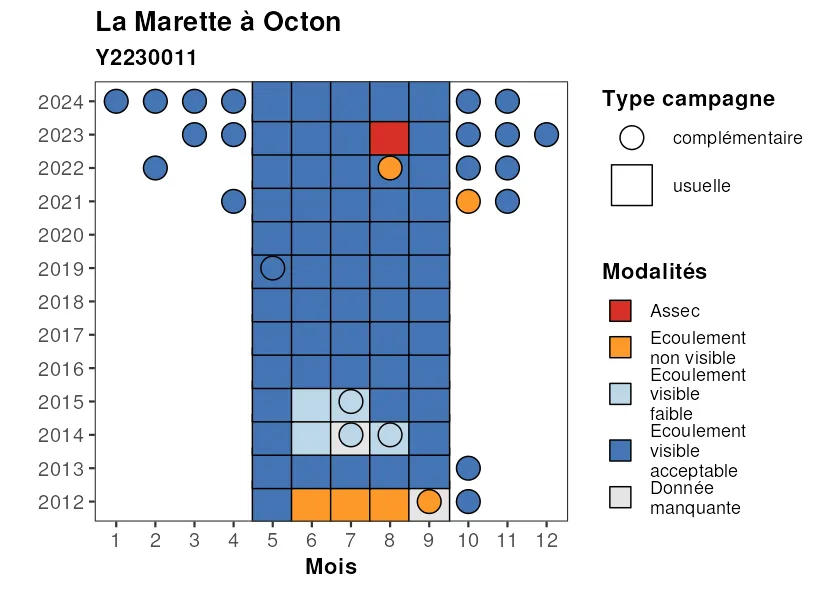 La Marette à Octon
Y2230011
2024
2023
2022
2021
2020
2019
2018
2017
2016
2015
2014
2013
2012
1 2 3 4 5 6 7 8 9 10 11 12
Mois
Type campagne
complémentaire
usuelle
Modalités
Assec
Ecoulement
non visible
Ecoulement
visible
faible
Ecoulement
visible
acceptable
Donnée
manquante